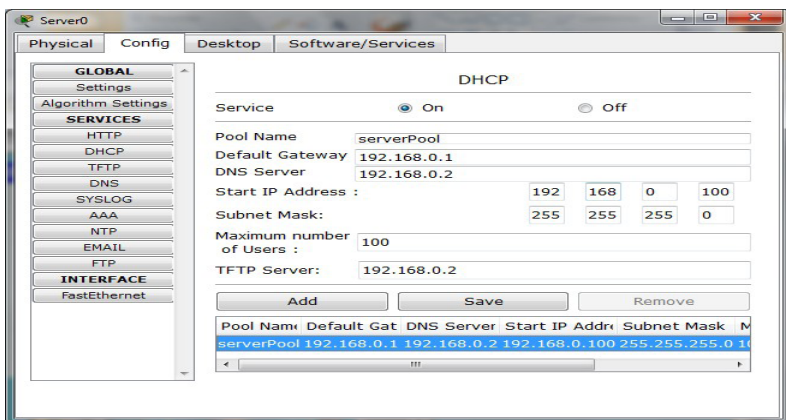 Server0
Physical Config Desktop Software/Services
GLOBAL
Settings
Algorithm Settings
SERVICES
HTTP
DHCP
TFTP
DNS
SYSLOG
AAA
NTP
EMAIL
FTP
INTERFACE
FastEthernet
DHCP
Service On Off
Pool Name serverPool
Default Gateway 192.168.0.1
DNS Server 192.168.0.2
Start IP Address : 192 168 0 100
Subnet Mask: 255 255 255 0
Maximum number
of Users : 100
TFTP Server: 192.168.0.2
Add Save Remove
Pool Name Default Gat DNS Server Start IP Addre Subnet Mask M
serverPool 192.168.0.1 192.168.0.2 192.168.0.100 255.255.255.0 10